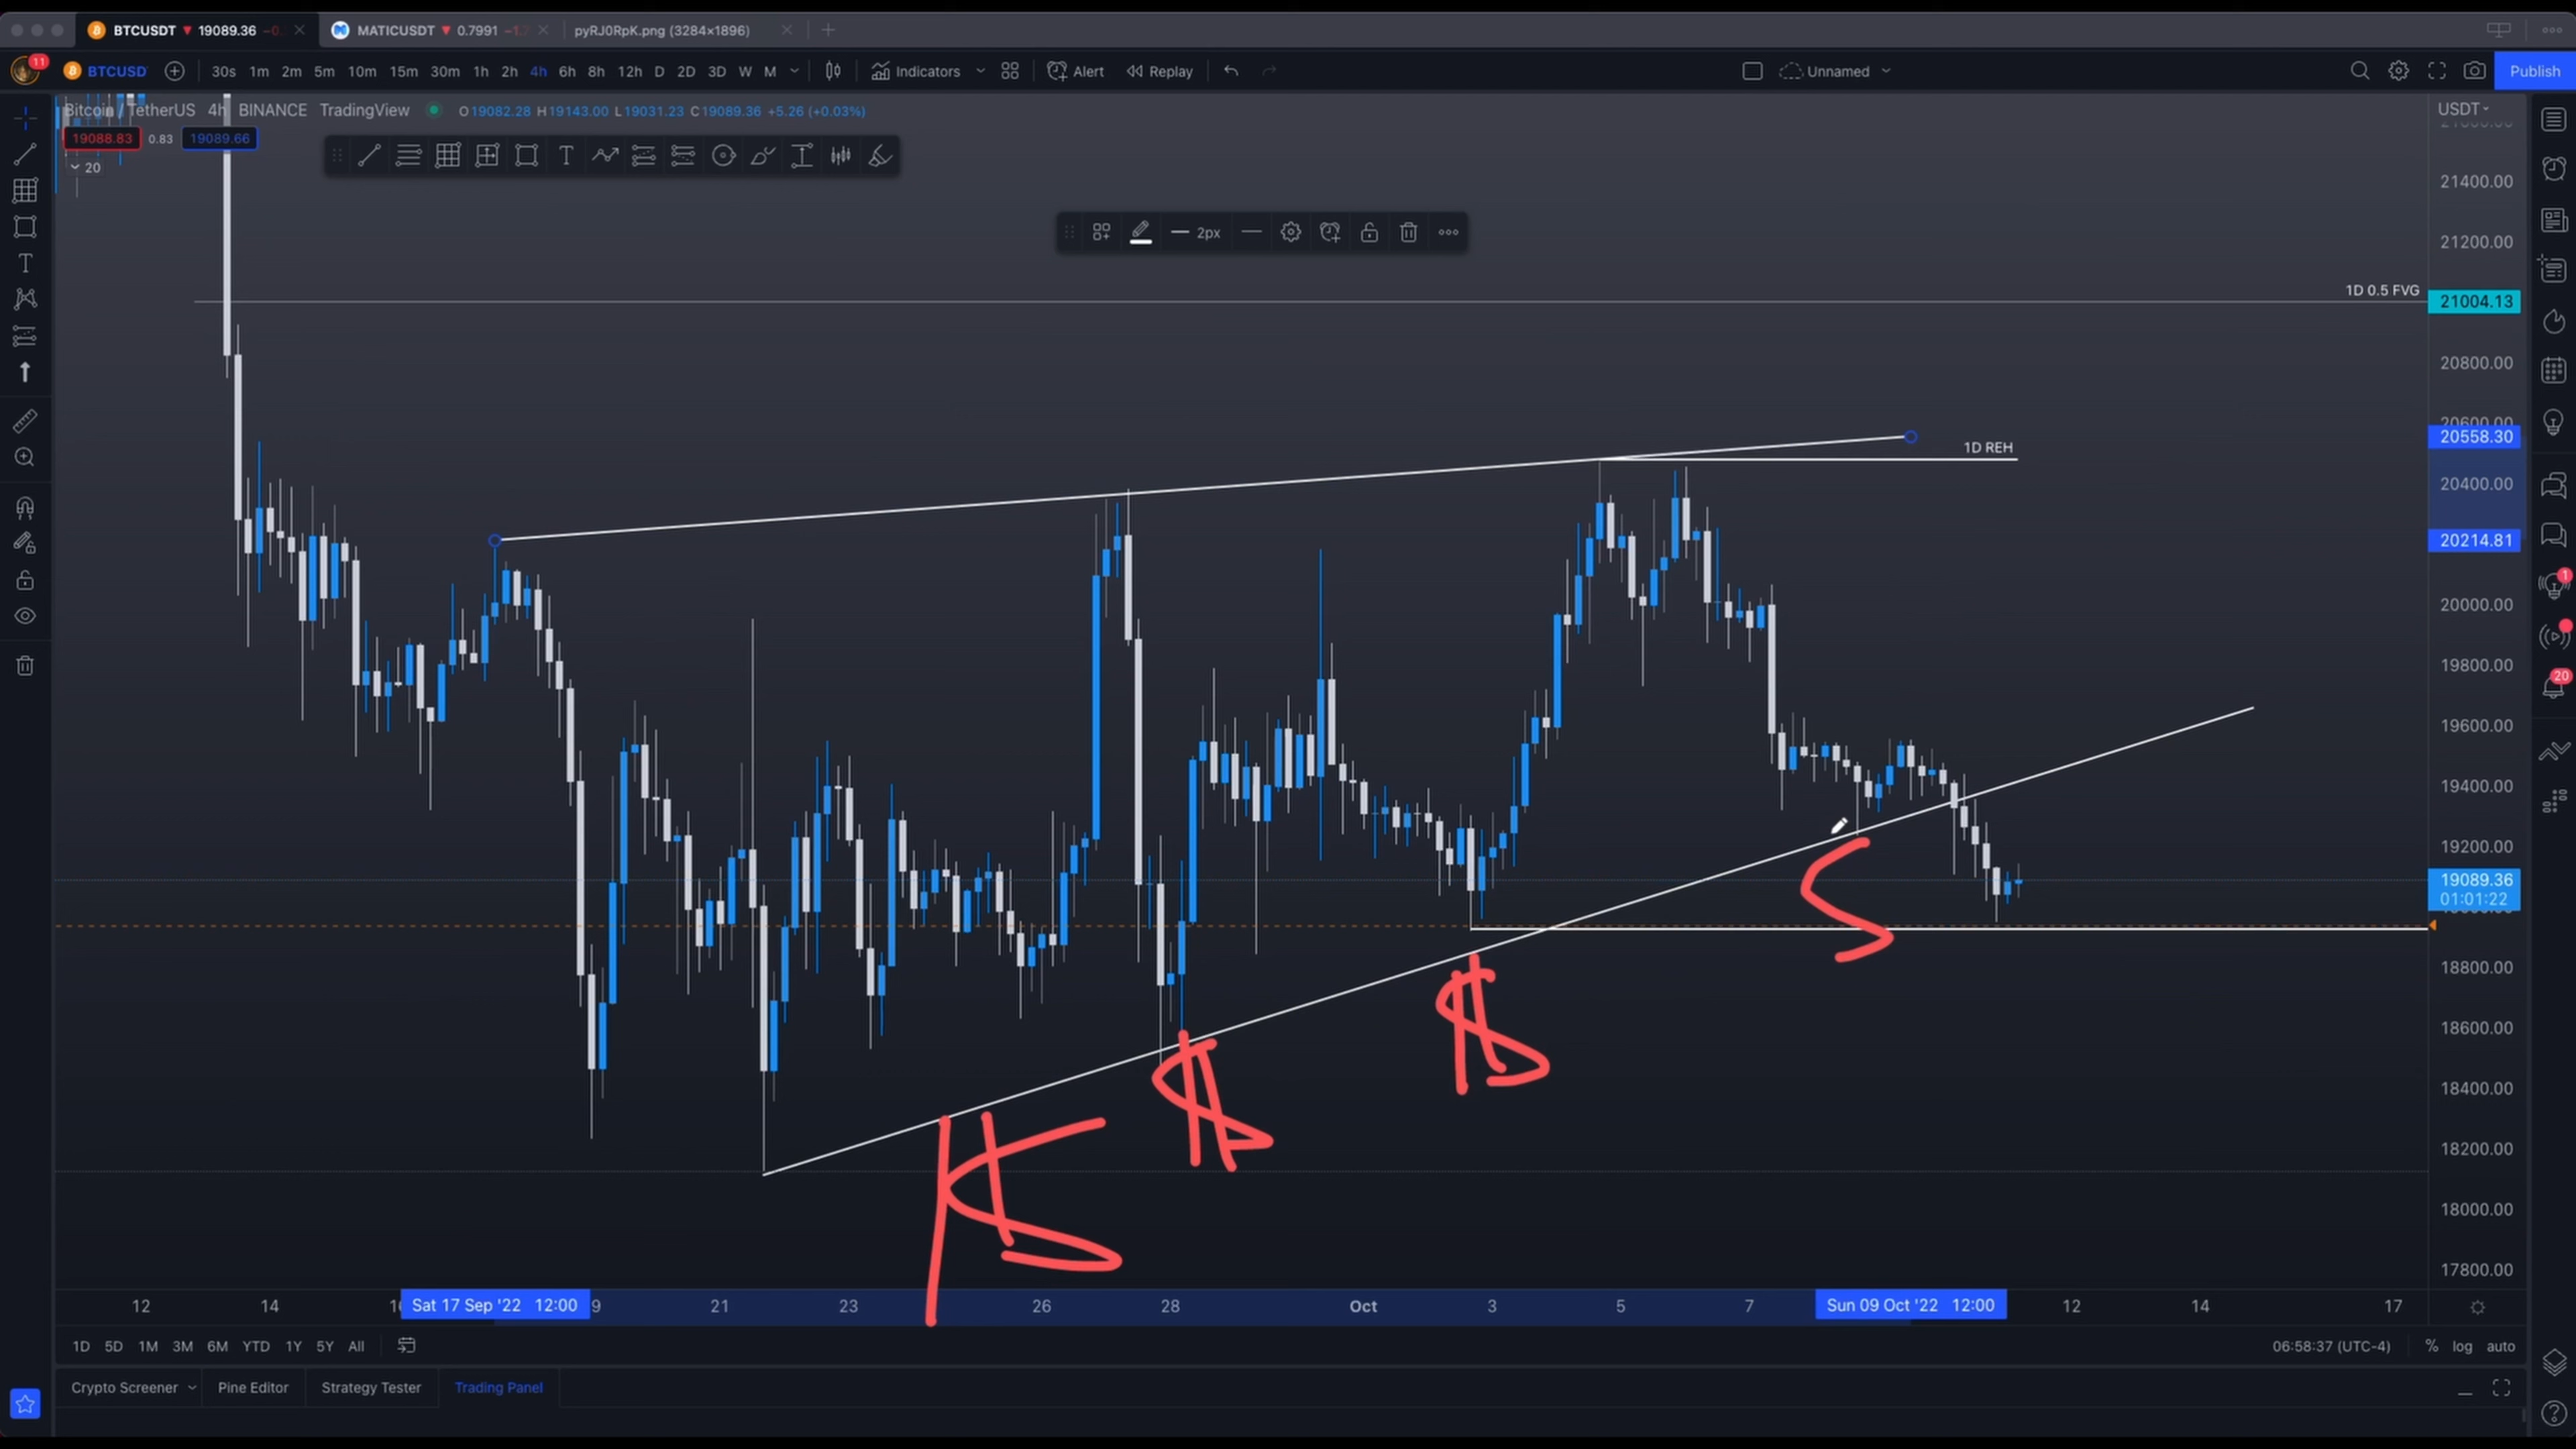 BTCUSDT ▼ 19089.36 MATICUSDT ▼ 0.7991 pyRJ0RpK.png (3284×1896)
11 BTCUSD 30s 1m 2m 5m 10m 15m 30m 1h 2h 4h 6h 8h 12h D 2D 3D W M Indicators Alert Replay Unnamed Publish
Bitcoin / TetherUS 4h BINANCE TradingView O19082.28 H19143.00 L19031.23 C19089.36 +5.26 (+0.03%) USDT
19088.83 0.83 19089.66
20
21400.00
2px
21200.00
1D 0.5 FVG 21004.13
20800.00
20558.30
1D REH
20400.00
20214.81
20000.00
19800.00
19600.00
19400.00
19200.00
19089.36
01:01:22
18800.00
18600.00
18400.00
18200.00
18000.00
17800.00
$ $ $ S
1
20
12 14 Sat 17 Sep '22 12:00 9 21 23 26 28 Oct 3 5 7 Sun 09 Oct '22 12:00 12 14 17
1D 5D 1M 3M 6M YTD 1Y 5Y All 06:58:37 (UTC-4) % log auto
Crypto Screener Pine Editor Strategy Tester Trading Panel